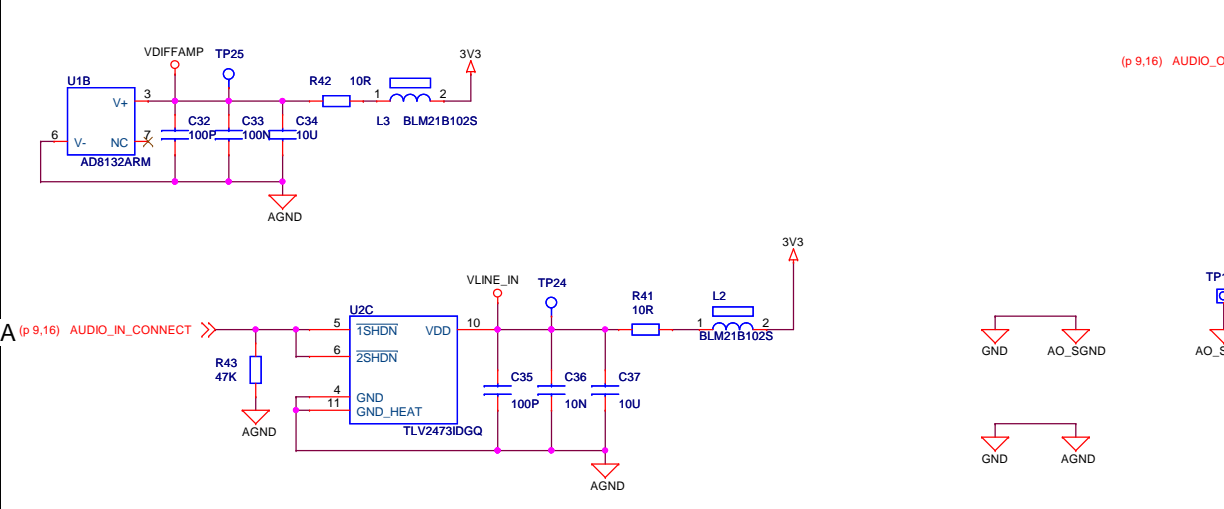 (p 9,16) AUDIO_O
VDIFFAMP TP25 3V3
U1B R42 10R
3 V+ 1 2
C32 C33 C34 L3 BLM21B102S
6 V- NC 7 100P 100N 10U
AD8132ARM
AGND
3V3
VLINE_IN TP24
TP1
R41 L2
U2C 10R
A (p 9,16) AUDIO_IN_CONNECT 5 1SHDN VDD 10 1 2
BLM21B102S
6 2SHDN GND AO_SGND AO_S
R43 C35 C36 C37
47K
4 GND 100P 10N 10U
11 GND_HEAT
AGND TLV2473IDGQ
GND AGND
AGND